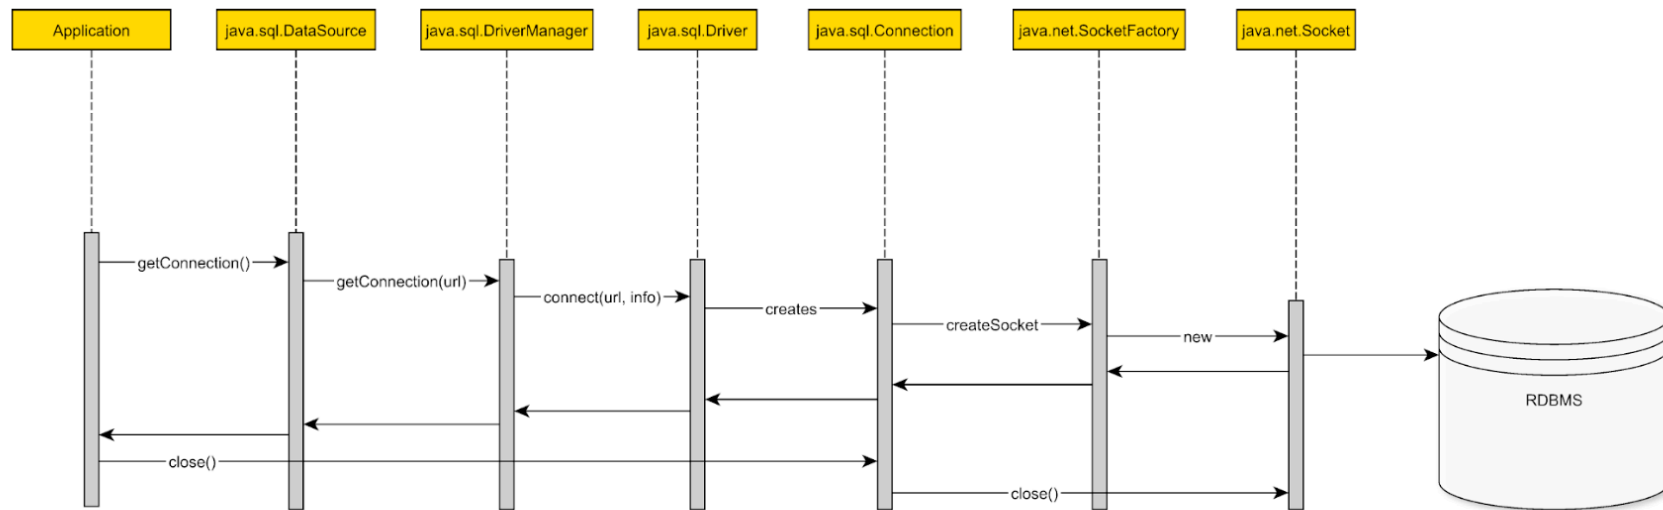 Application
java.sql.DataSource
java.sql.DriverManager
java.sql.Driver
java.sql.Connection
java.net.SocketFactory
java.net.Socket
getConnection()
getConnection(url)
connect(url, info)
creates
createSocket
new
RDBMS
close()
close()